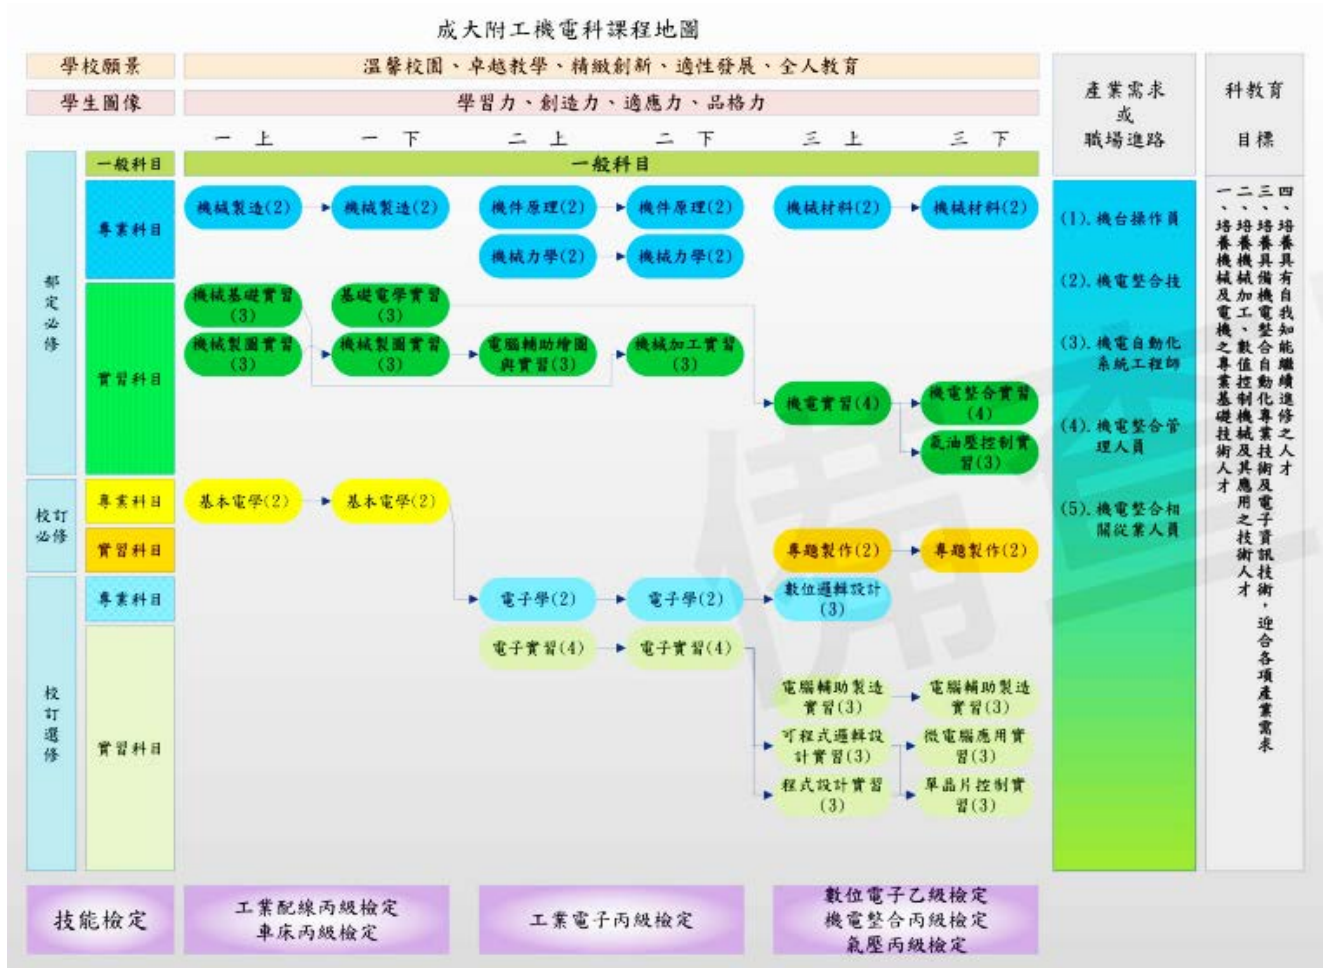 成大附工機電科課程地圖
學校願景
溫馨校園、卓越教學、精緻創新、適性發展、全人教育
學生圖像
學習力、創造力、適應力、品格力
產業需求
或
職場進路
科教育
目標
一 上
一 下
二 上
二 下
三 上
三 下
部定必修
一般科目
一般科目
專業科目
機械製造(2)
機械製造(2)
機件原理(2)
機件原理(2)
機械材料(2)
機械材料(2)
機械力學(2)
機械力學(2)
實習科目
機械基礎實習
(3)
基礎電學實習
(3)
機械製圖實習
(3)
機械製圖實習
(3)
電腦輔助繪圖
與實習(3)
機械加工實習
(3)
機電實習(4)
機電整合實習
(4)
氣油壓控制實
習(3)
校訂
必修
專業科目
基本電學(2)
基本電學(2)
實習科目
專題製作(2)
專題製作(2)
校訂選修
專業科目
電子學(2)
電子學(2)
數位邏輯設計
(3)
實習科目
電子實習(4)
電子實習(4)
電腦輔助製造
實習(3)
電腦輔助製造
實習(3)
可程式邏輯設
計實習(3)
微電腦應用實
習(3)
程式設計實習
(3)
單晶片控制實
習(3)
(1). 機台操作員
(2). 機電整合技
(3). 機電自動化
系統工程師
(4). 機電整合管
理人員
(5). 機電整合相
關從業人員
一、培養機械及電機之專業基礎技術人才
二、培養機械加工、數值控制機械及其應用之技術人才
三、培養具備機電整合自動化專業技術及電子資訊技術，迎合各項產業需求
四、培養具有自我知能繼續進修之人才
技能檢定
工業配線丙級檢定
車床丙級檢定
工業電子丙級檢定
數位電子乙級檢定
機電整合丙級檢定
氣壓丙級檢定
備查